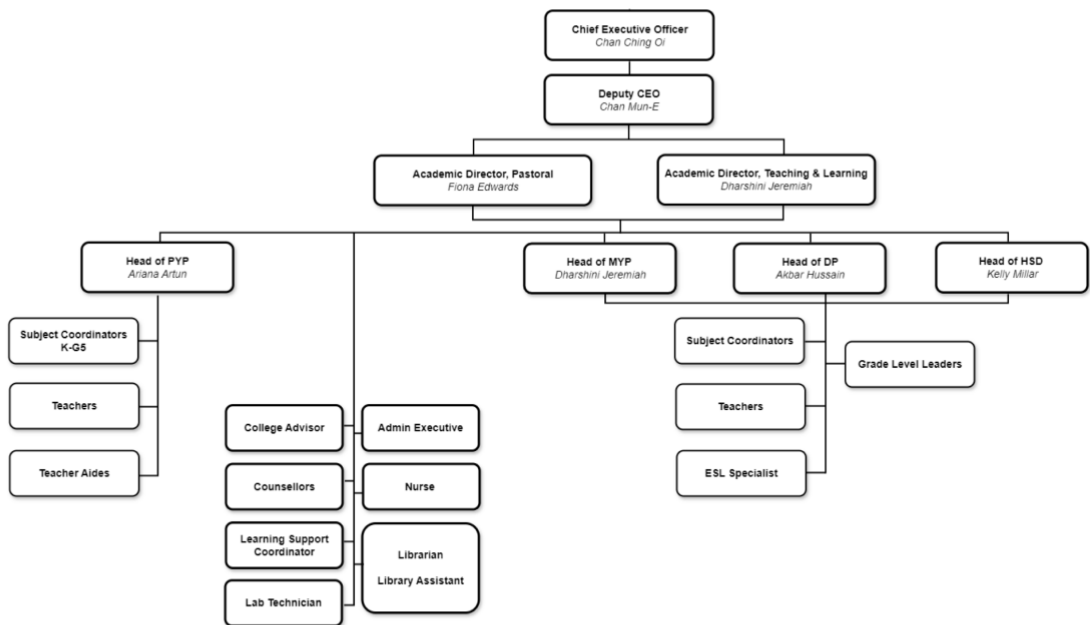 Chief Executive Officer
Chan Ching Oi
Deputy CEO
Chan Mun-E
Academic Director, Pastoral
Fiona Edwards
Academic Director, Teaching & Learning
Dharshini Jeremiah
Head of PYP
Ariana Artun
Head of MYP
Dharshini Jeremiah
Head of DP
Akbar Hussain
Head of HSD
Kelly Millar
Subject Coordinators
K-G5
Teachers
Teacher Aides
College Advisor
Admin Executive
Counsellors
Nurse
Learning Support
Coordinator
Librarian
Library Assistant
Lab Technician
Subject Coordinators
Grade Level Leaders
Teachers
ESL Specialist